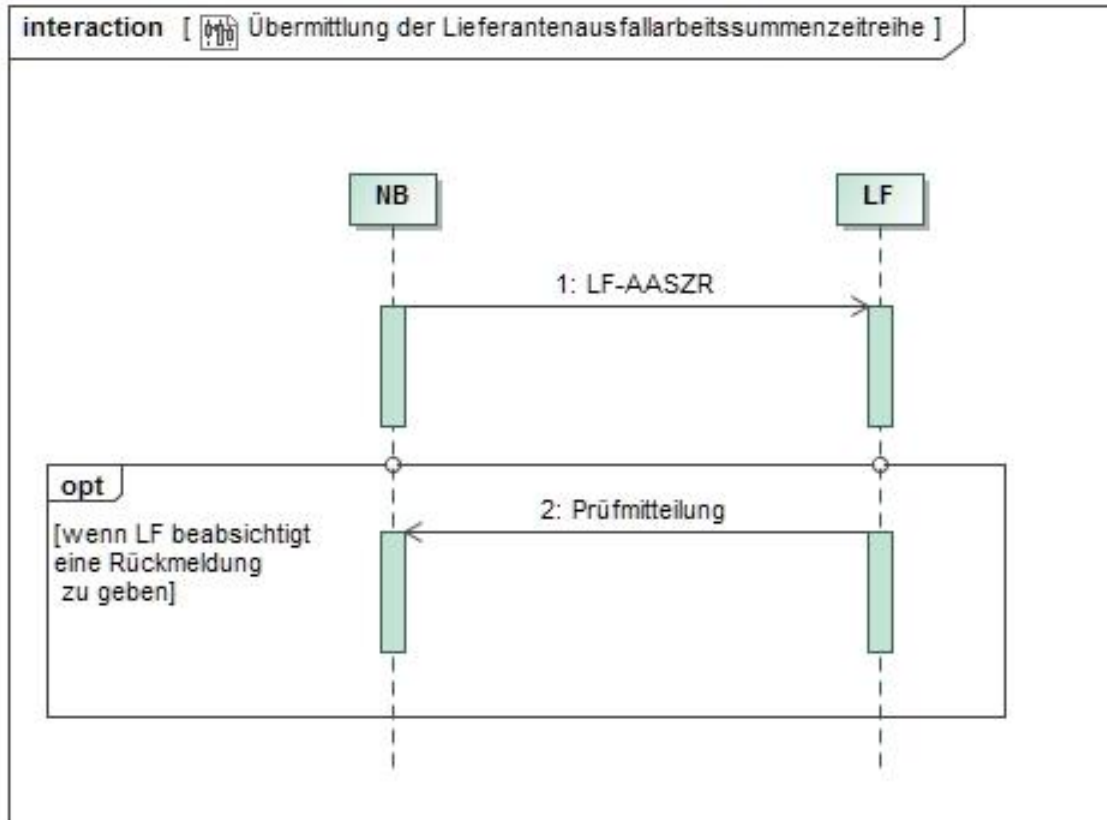 interaction [ Übermittlung der Lieferantenausfallarbeitssummenzeitreihe ]
NB
LF
1: LF-AASZR
opt
2: Prüfmitteilung
[wenn LF beabsichtigt
eine Rückmeldung
zu geben]